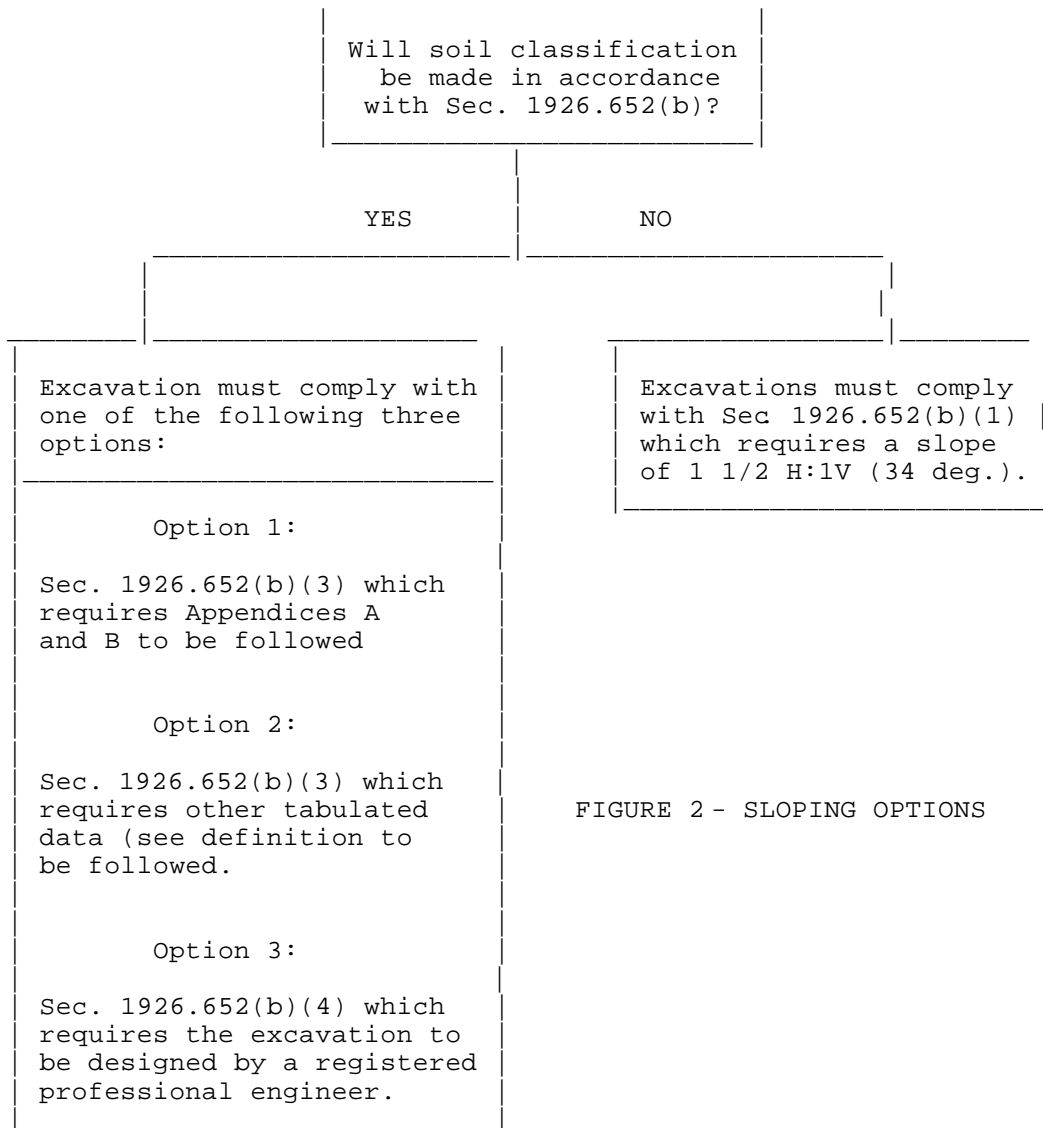 Will soil classification
be made in accordance
with Sec. 1926.652(b)?
YES NO
Excavation must comply with
one of the following three
options:
Option 1:
Sec. 1926.652(b)(3) which
requires Appendices A
and B to be followed
Option 2:
Sec. 1926.652(b)(3) which
requires other tabulated
data (see definition to
be followed.
Option 3:
Sec. 1926.652(b)(4) which
requires the excavation to
be designed by a registered
professional engineer.
Excavations must comply
with Sec. 1926.652(b)(1)
which requires a slope
of 1 1/2 H:1V (34 deg.).
FIGURE 2 - SLOPING OPTIONS